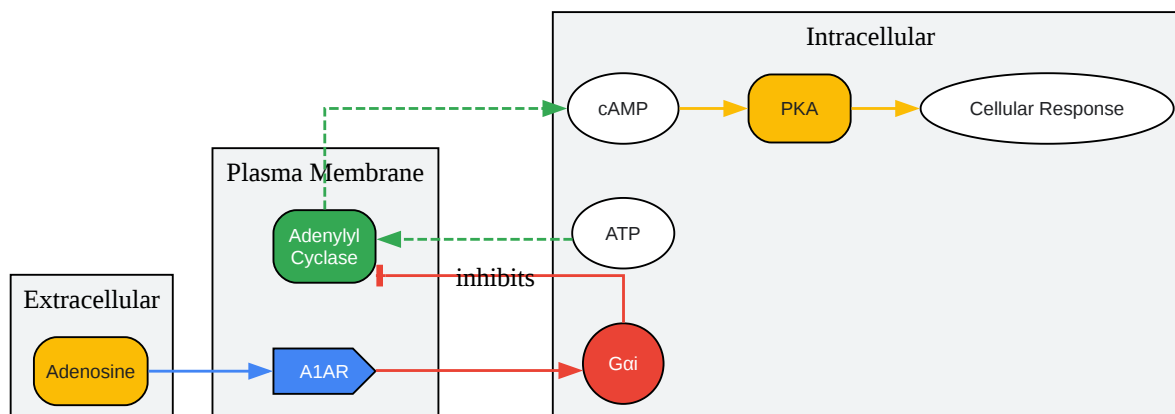 Intracellular
cAMP
PKA
Cellular Response
Plasma Membrane
Adenylyl
Cyclase
ATP
inhibits
Extracellular
Adenosine
A1AR
Gαi